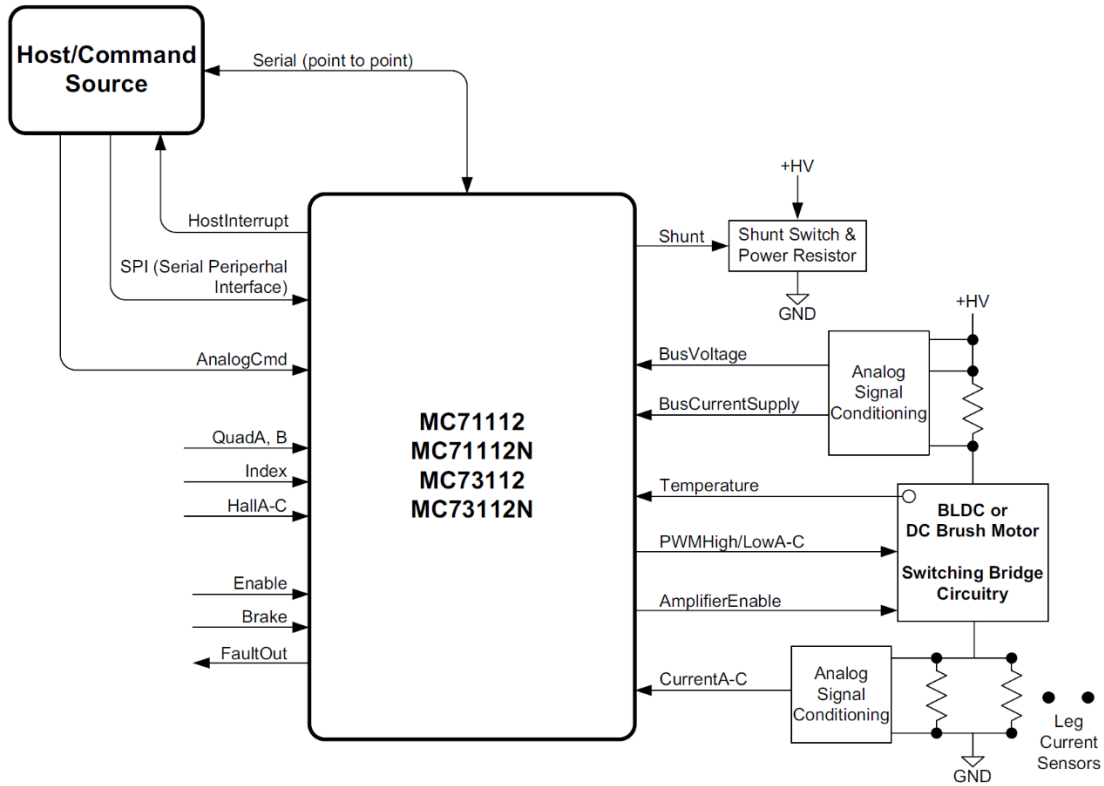 Host/Command
Source
Serial (point to point)
HostInterrupt
SPI (Serial Periperhal
Interface)
AnalogCmd
QuadA, B
Index
HallA-C
Enable
Brake
FaultOut
MC71112
MC71112N
MC73112
MC73112N
+HV
Shunt
Shunt Switch &
Power Resistor
GND
+HV
BusVoltage
BusCurrentSupply
Analog
Signal
Conditioning
Temperature
PWMHigh/LowA-C
AmplifierEnable
BLDC or
DC Brush Motor
Switching Bridge
Circuitry
CurrentA-C
Analog
Signal
Conditioning
Leg
Current
Sensors
GND